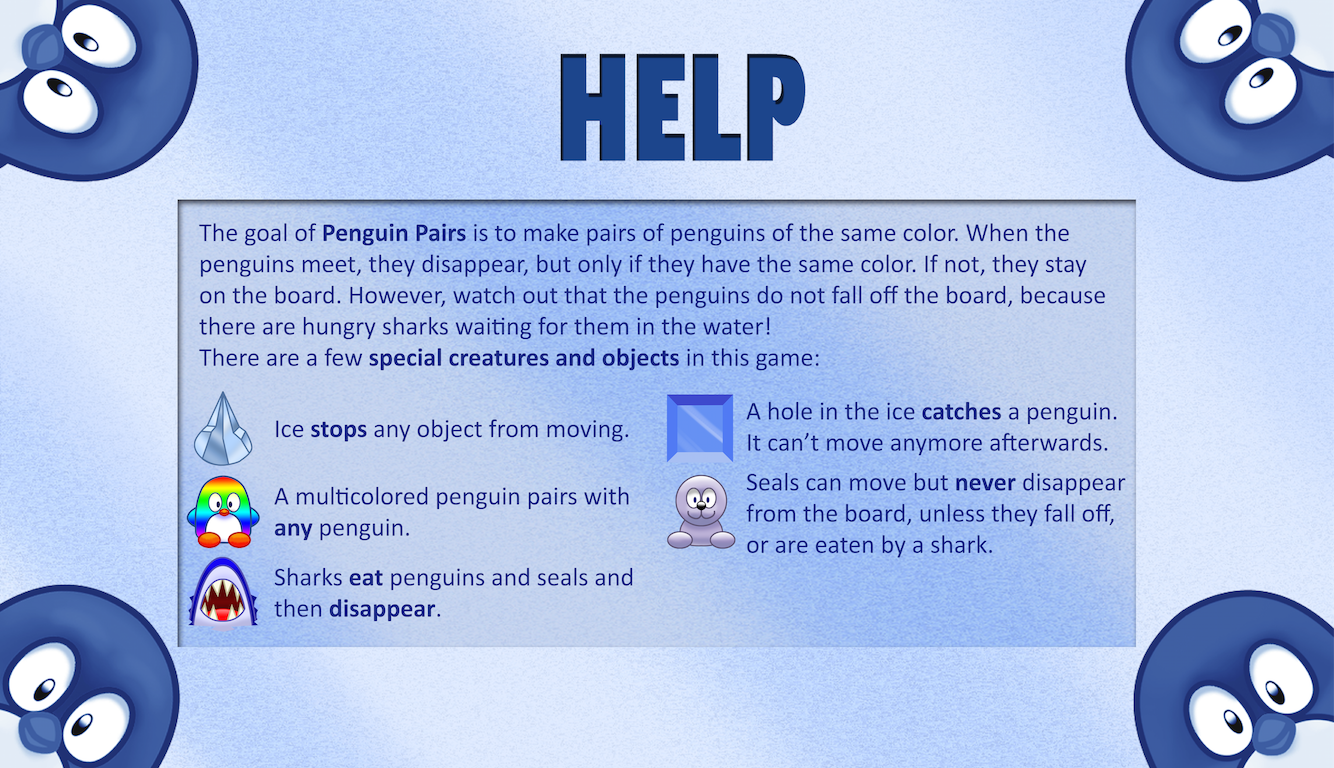 HELP
The goal of Penguin Pairs is to make pairs of penguins of the same color. When the
penguins meet, they disappear, but only if they have the same color. If not, they stay
on the board. However, watch out that the penguins do not fall off the board, because
there are hungry sharks waiting for them in the water!
There are a few special creatures and objects in this game:
Ice stops any object from moving.
A multicolored penguin pairs with
any penguin.
Sharks eat penguins and seals and
then disappear.
A hole in the ice catches a penguin.
It can’t move anymore afterwards.
Seals can move but never disappear
from the board, unless they fall off,
or are eaten by a shark.